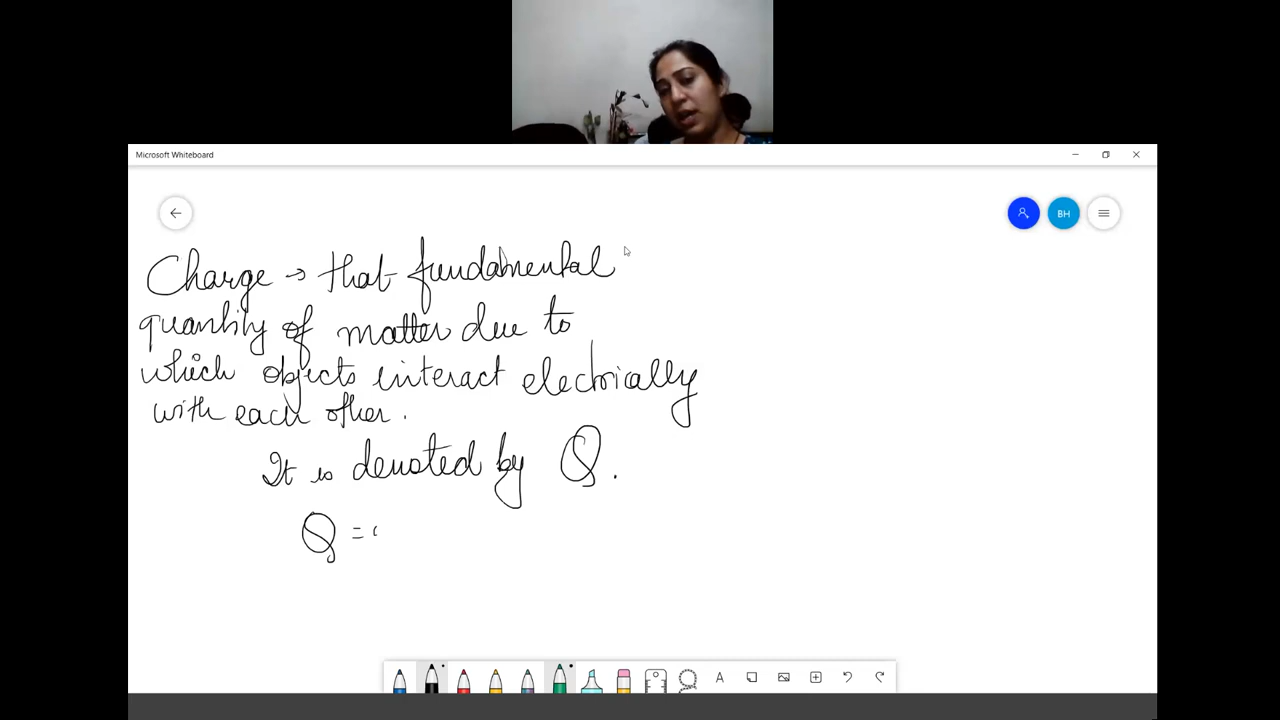 Microsoft Whiteboard
BH
Charge → that fundamental
quantity of matter due to
which objects interact electrically
with each other.
It is denoted by Q.
Q =
A